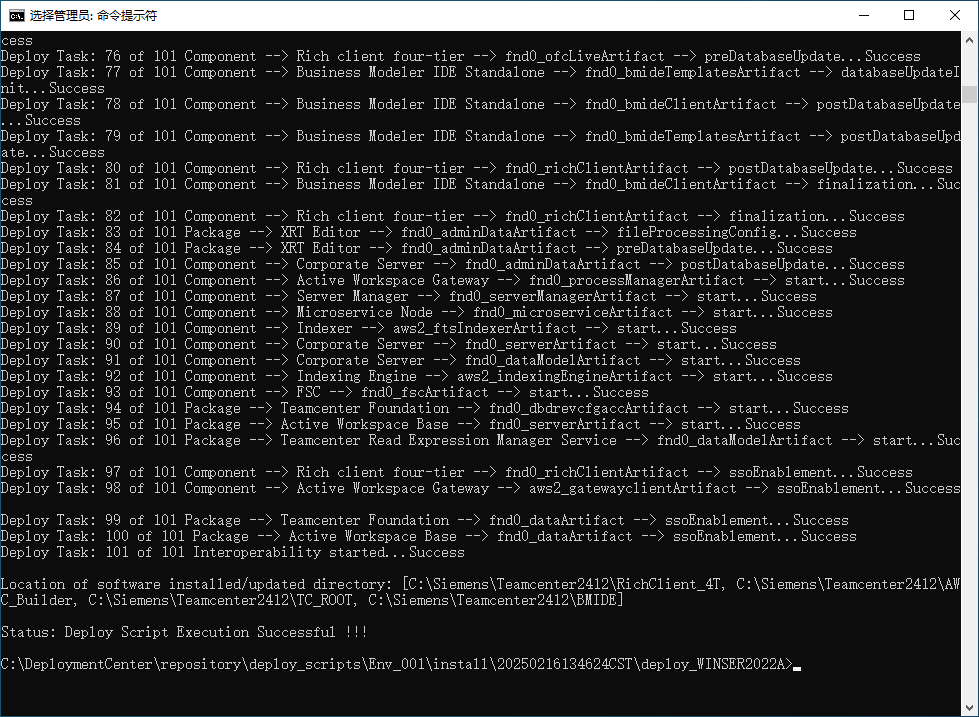 选择管理员: 命令提示符
cess
Deploy Task: 76 of 101 Component --> Rich client four-tier --> fnd0_ofcLiveArtifact --> preDatabaseUpdate...Success
Deploy Task: 77 of 101 Component --> Business Modeler IDE Standalone --> fnd0_bmideTemplatesArtifact --> databaseUpdateI
nit...Success
Deploy Task: 78 of 101 Component --> Business Modeler IDE Standalone --> fnd0_bmideClientArtifact --> postDatabaseUpdate
...Success
Deploy Task: 79 of 101 Component --> Business Modeler IDE Standalone --> fnd0_bmideTemplatesArtifact --> postDatabaseUpd
ate...Success
Deploy Task: 80 of 101 Component --> Rich client four-tier --> fnd0_richClientArtifact --> postDatabaseUpdate...Success
Deploy Task: 81 of 101 Component --> Business Modeler IDE Standalone --> fnd0_bmideClientArtifact --> finalization...Suc
cess
Deploy Task: 82 of 101 Component --> Rich client four-tier --> fnd0_richClientArtifact --> finalization...Success
Deploy Task: 83 of 101 Package --> XRT Editor --> fnd0_adminDataArtifact --> fileProcessingConfig...Success
Deploy Task: 84 of 101 Package --> XRT Editor --> fnd0_adminDataArtifact --> preDatabaseUpdate...Success
Deploy Task: 85 of 101 Component --> Corporate Server --> fnd0_adminDataArtifact --> postDatabaseUpdate...Success
Deploy Task: 86 of 101 Component --> Active Workspace Gateway --> fnd0_processManagerArtifact --> start...Success
Deploy Task: 87 of 101 Component --> Server Manager --> fnd0_serverManagerArtifact --> start...Success
Deploy Task: 88 of 101 Component --> Microservice Node --> fnd0_microserviceArtifact --> start...Success
Deploy Task: 89 of 101 Component --> Indexer --> aws2_ftsIndexerArtifact --> start...Success
Deploy Task: 90 of 101 Component --> Corporate Server --> fnd0_serverArtifact --> start...Success
Deploy Task: 91 of 101 Component --> Corporate Server --> fnd0_dataModelArtifact --> start...Success
Deploy Task: 92 of 101 Component --> Indexing Engine --> aws2_indexingEngineArtifact --> start...Success
Deploy Task: 93 of 101 Component --> FSC --> fnd0_fscArtifact --> start...Success
Deploy Task: 94 of 101 Package --> Teamcenter Foundation --> fnd0_dbdrevcfgaccArtifact --> start...Success
Deploy Task: 95 of 101 Package --> Active Workspace Base --> fnd0_serverArtifact --> start...Success
Deploy Task: 96 of 101 Package --> Teamcenter Read Expression Manager Service --> fnd0_dataModelArtifact --> start...Suc
cess
Deploy Task: 97 of 101 Component --> Rich client four-tier --> fnd0_richClientArtifact --> ssoEnablement...Success
Deploy Task: 98 of 101 Component --> Active Workspace Gateway --> aws2_gatewayclientArtifact --> ssoEnablement...Success
Deploy Task: 99 of 101 Package --> Teamcenter Foundation --> fnd0_dataArtifact --> ssoEnablement...Success
Deploy Task: 100 of 101 Package --> Active Workspace Base --> fnd0_dataArtifact --> ssoEnablement...Success
Deploy Task: 101 of 101 Interoperability started...Success
Location of software installed/updated directory: [C:\Siemens\Teamcenter2412\RichClient_4T, C:\Siemens\Teamcenter2412\AW
C_Builder, C:\Siemens\Teamcenter2412\TC_ROOT, C:\Siemens\Teamcenter2412\BMIDE]
Status: Deploy Script Execution Successful !!!
C:\DeploymentCenter\repository\deploy_scripts\Env_001\install\20250216134624CST\deploy_WINSER2022A>